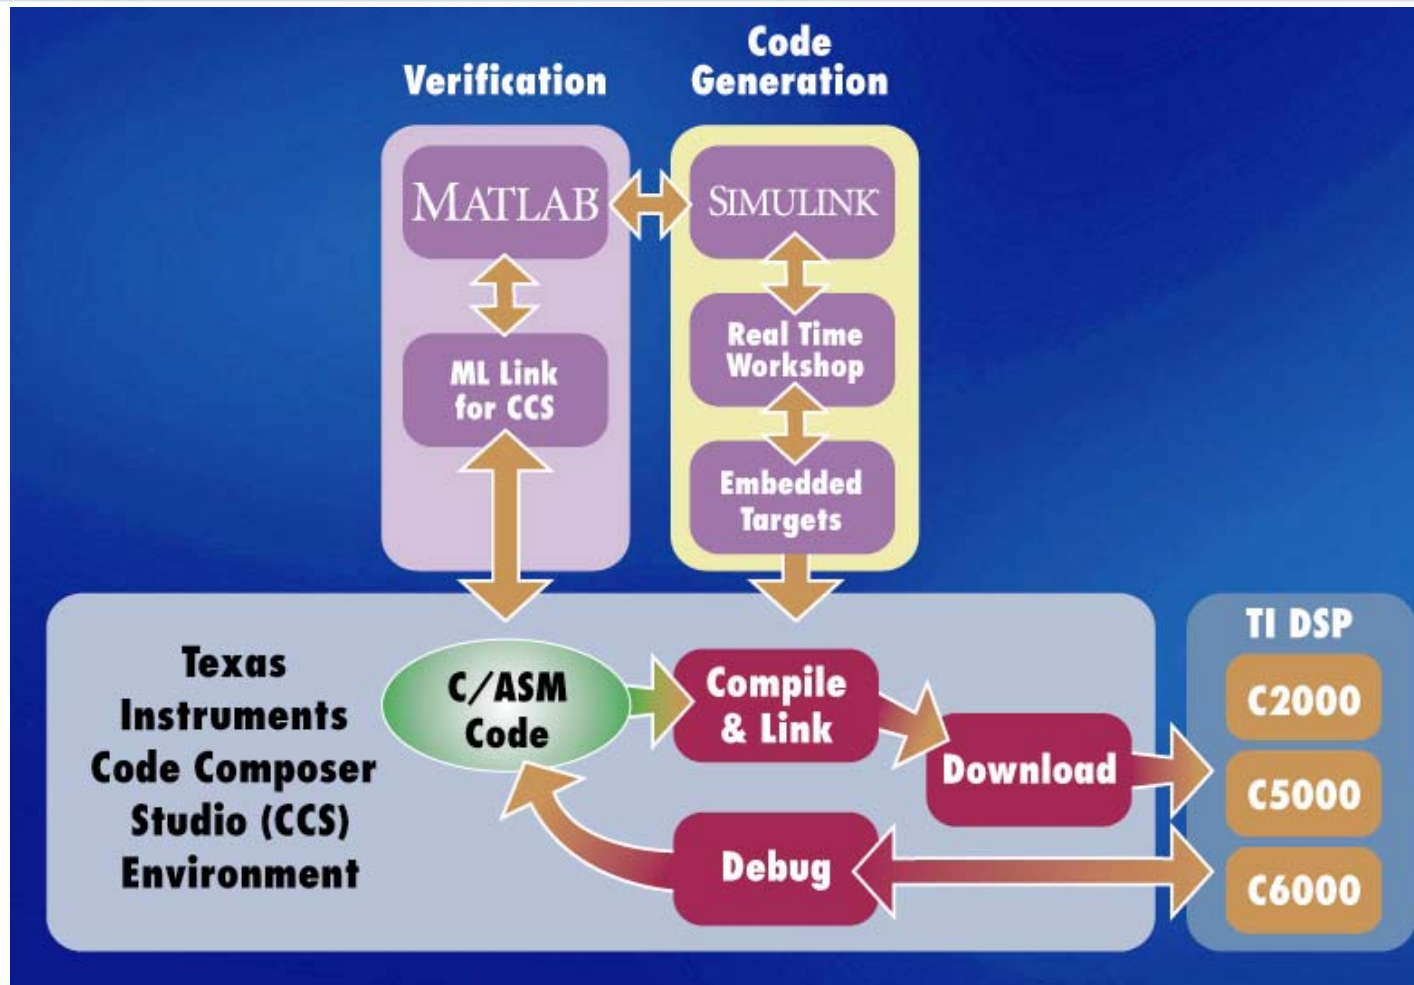 Verification
Code
Generation
MATLAB
SIMULINK
ML Link
for CCS
Real Time
Workshop
Embedded
Targets
Texas
Instruments
Code Composer
Studio (CCS)
Environment
C/ASM
Code
Compile
& Link
Download
Debug
TI DSP
C2000
C5000
C6000